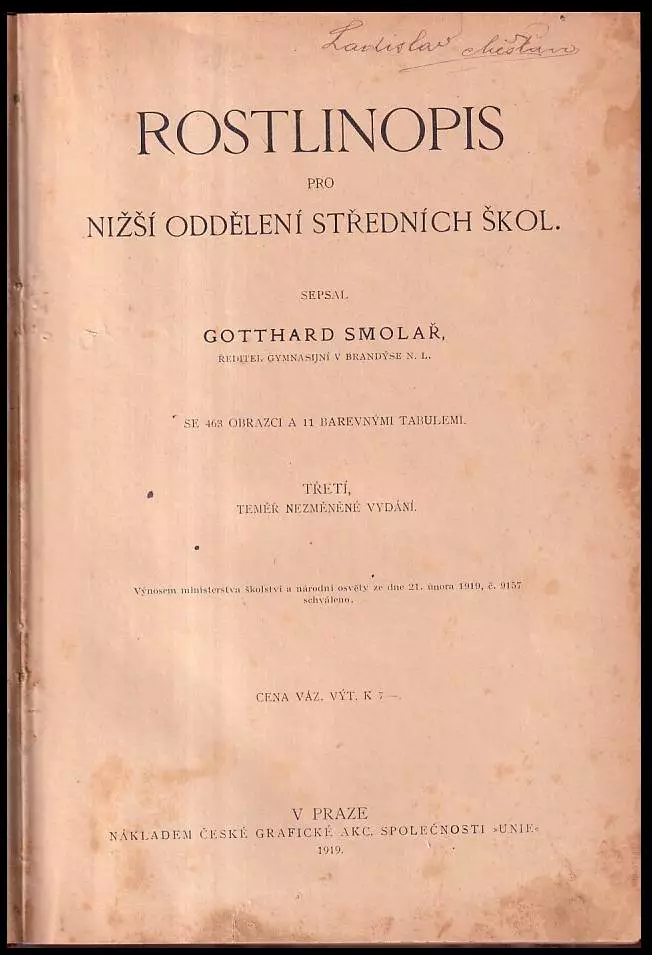 Ladislav Měšťan
ROSTLINOPIS
PRO
NIŽŠÍ ODDĚLENÍ STŘEDNÍCH ŠKOL.
SEPSAL
GOTTHARD SMOLAŘ,
ŘEDITEL GYMNASIJNÍ V BRANDÝSE N. L.
SE 463 OBRAZCI A 11 BAREVNÝMI TABULEMI.
TŘETÍ,
TEMĚŘ NEZMĚNĚNÉ VYDÁNÍ.
Výnosem ministerstva školství a národní osvěty ze dne 21. února 1919, č. 9157
schváleno.
CENA VÁZ. VÝT. K 7 —.
V PRAZE
NÁKLADEM ČESKÉ GRAFICKÉ AKC. SPOLEČNOSTI »UNIE«
1919.